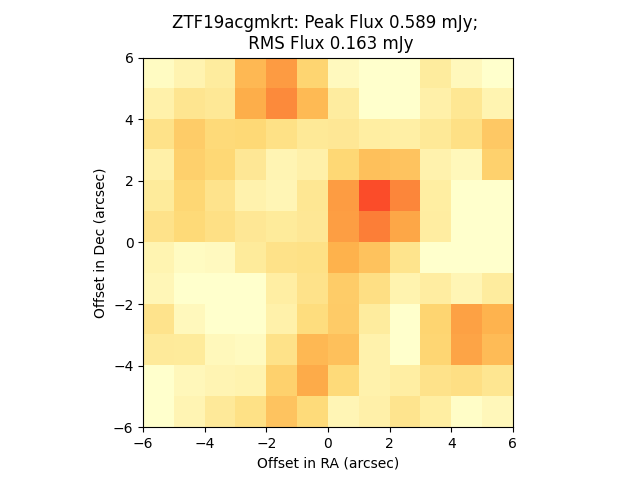 ZTF19acgmkrt: Peak Flux 0.589 mJy;
RMS Flux 0.163 mJy
6
4
2
0
−2
−4
−6
Offset in Dec (arcsec)
−6 −4 −2 0 2 4 6
Offset in RA (arcsec)